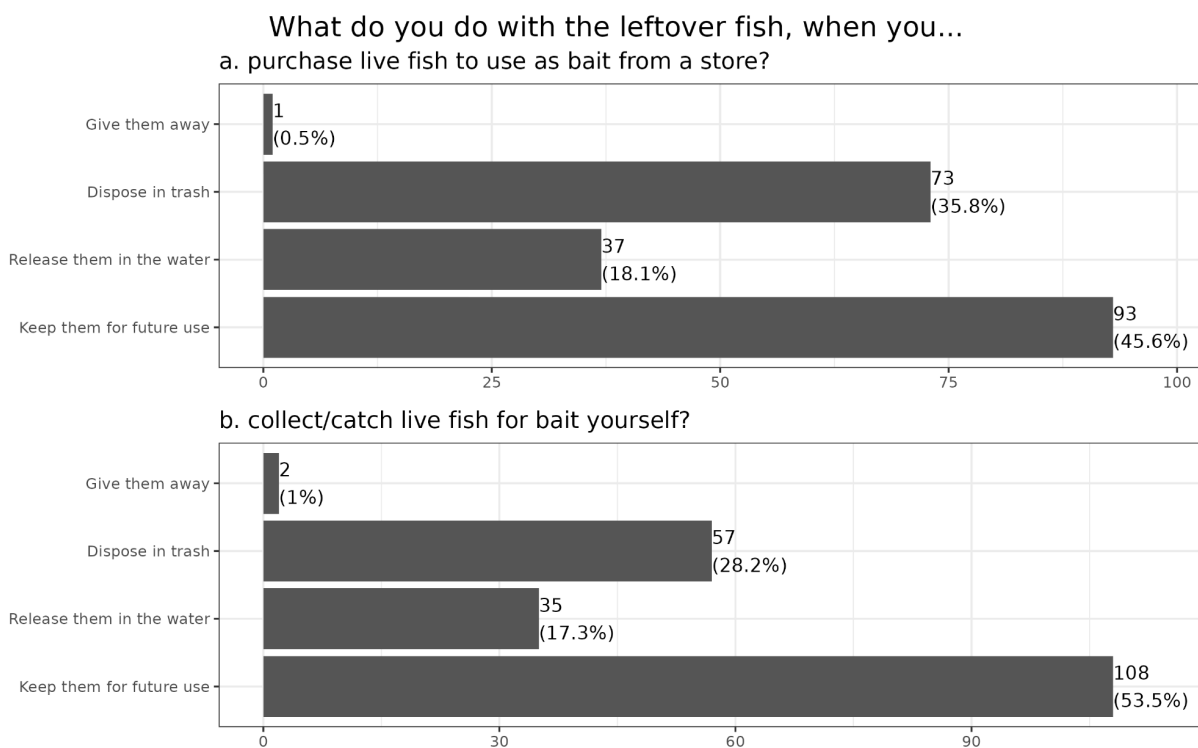 What do you do with the leftover fish, when you...
a. purchase live fish to use as bait from a store?
Give them away
1
(0.5%)
Dispose in trash
73
(35.8%)
Release them in the water
37
(18.1%)
Keep them for future use
93
(45.6%)
0 25 50 75 100
b. collect/catch live fish for bait yourself?
Give them away
2
(1%)
Dispose in trash
57
(28.2%)
Release them in the water
35
(17.3%)
Keep them for future use
108
(53.5%)
0 30 60 90